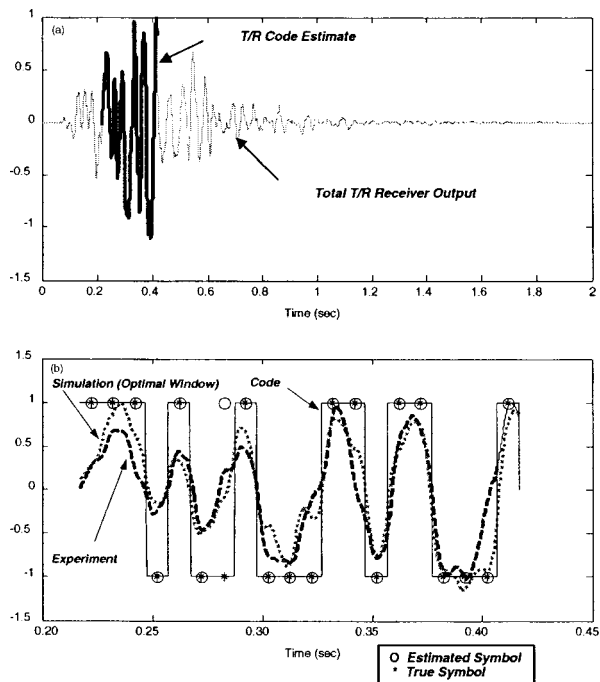 1
(a)
T/R Code Estimate
0.5
0
-0.5
Total T/R Receiver Output
-1
-1.5
0 0.2 0.4 0.6 0.8 1 1.2 1.4 1.6 1.8 2
Time (sec)
1.5
(b)
Simulation (Optimal Window)
Code
1
0.5
0
-0.5
Experiment
-1
-1.5
0.20 0.25 0.30 0.35 0.40 0.45
Time (sec)
O Estimated Symbol
* True Symbol